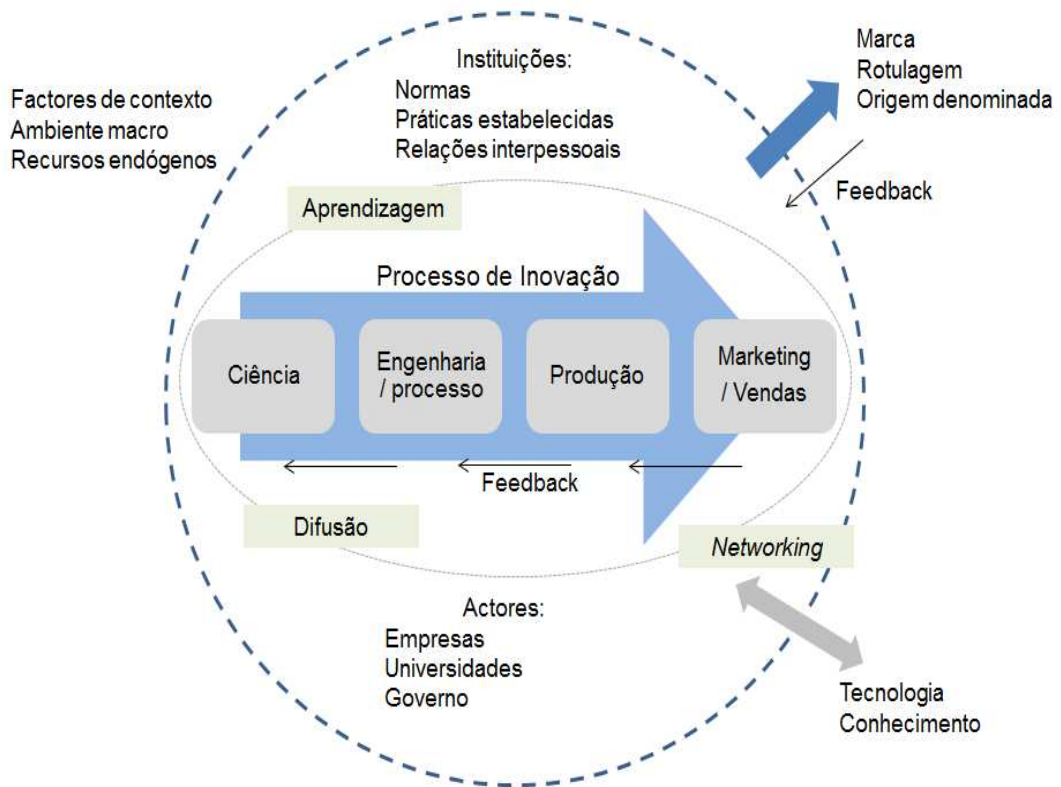 Factores de contexto
Ambiente macro
Recursos endógenos
Instituições:
Normas
Práticas estabelecidas
Relações interpessoais
Marca
Rotulagem
Origem denominada
Feedback
Aprendizagem
Processo de Inovação
Ciência
Engenharia
/ processo
Produção
Marketing
/ Vendas
Feedback
Difusão
Networking
Actores:
Empresas
Universidades
Governo
Tecnologia
Conhecimento